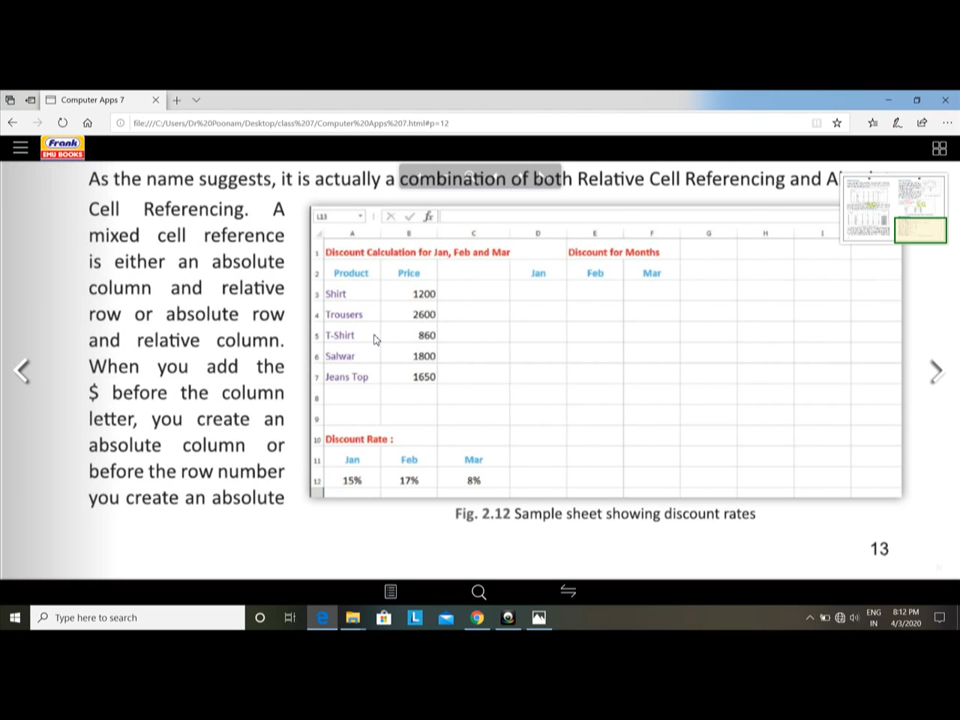 Computer Apps 7
file:///C:/Users/Dr%20Poonam/Desktop/class%207/Computer%20Apps%207.html#p=12
Frank
EMU BOOKS
As the name suggests, it is actually a combination of both Relative Cell Referencing and A
Cell Referencing. A
mixed cell reference
is either an absolute
column and relative
row or absolute row
and relative column.
When you add the
$ before the column
letter, you create an
absolute column or
before the row number
you create an absolute
L33 fx
A B C D E F G H I
1 Discount Calculation for Jan, Feb and Mar Discount for Months
2 Product Price Jan Feb Mar
3 Shirt 1200
4 Trousers 2600
5 T-Shirt 860
6 Salwar 1800
7 Jeans Top 1650
8
9
10 Discount Rate :
11 Jan Feb Mar
12 15% 17% 8%
Fig. 2.12 Sample sheet showing discount rates
13
Type here to search
ENG 8:12 PM
IN 4/3/2020